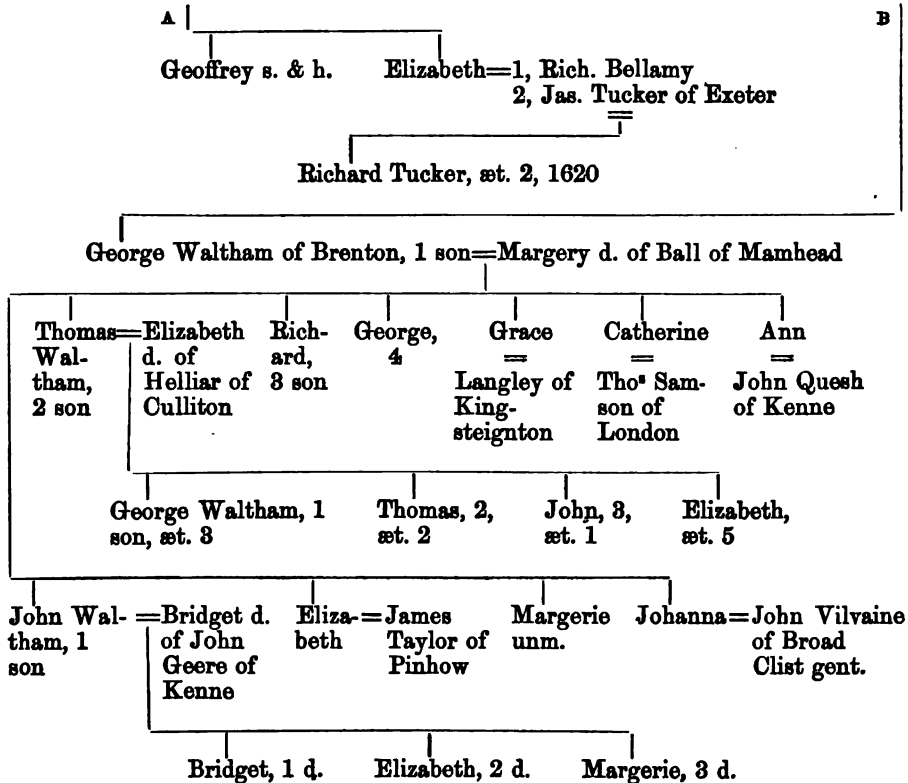 A B
Geoffrey s. & h. Elizabeth=1, Rich. Bellamy
2, Jas. Tucker of Exeter
Richard Tucker, æt. 2, 1620
George Waltham of Brenton, 1 son=Margery d. of Ball of Mamhead
Thomas=Elizabeth Rich- George, Grace Catherine Ann
Wal- d. of ard, 4 = = =
tham, Helliar of 3 son Langley of Thoˢ Sam- John Quesh
2 son Culliton King- son of of Kenne
steignton London
George Waltham, 1 Thomas, 2, John, 3, Elizabeth,
son, æt. 3 æt. 2 æt. 1 æt. 5
John Wal- =Bridget d. Eliza-=James Margerie Johanna=John Vilvaine
tham, 1 of John beth Taylor of unm. of Broad
son Geere of Pinhow Clist gent.
Kenne
Bridget, 1 d. Elizabeth, 2 d. Margerie, 3 d.